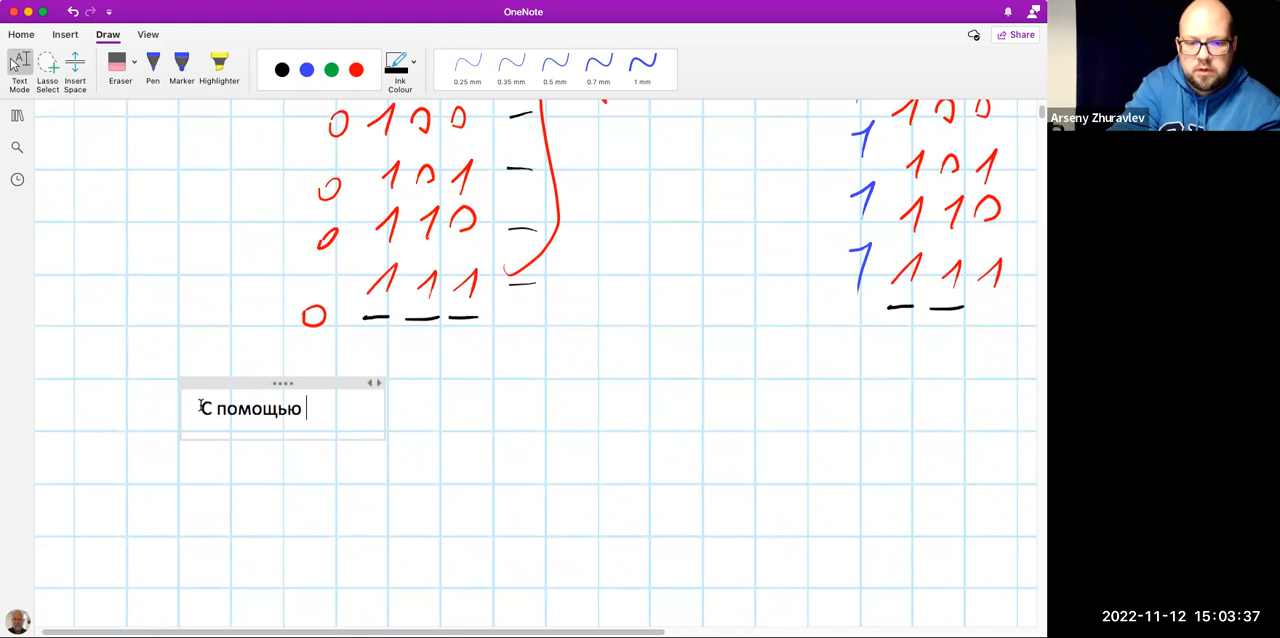 OneNote
Home Insert Draw View
Share
Text Mode
Lasso Select
Insert Space
Eraser
Pen
Marker
Highlighter
Ink Colour
0.25 mm
0.35 mm
0.5 mm
0.7 mm
1 mm
Arseny Zhuravlev
0 1 0 0 –
0 1 0 1 –
0 1 1 0 –
0 1 1 1 –
1 1 0 0
1 1 0 1
1 1 1 0
1 1 1
С помощью
2022-11-12 15:03:37